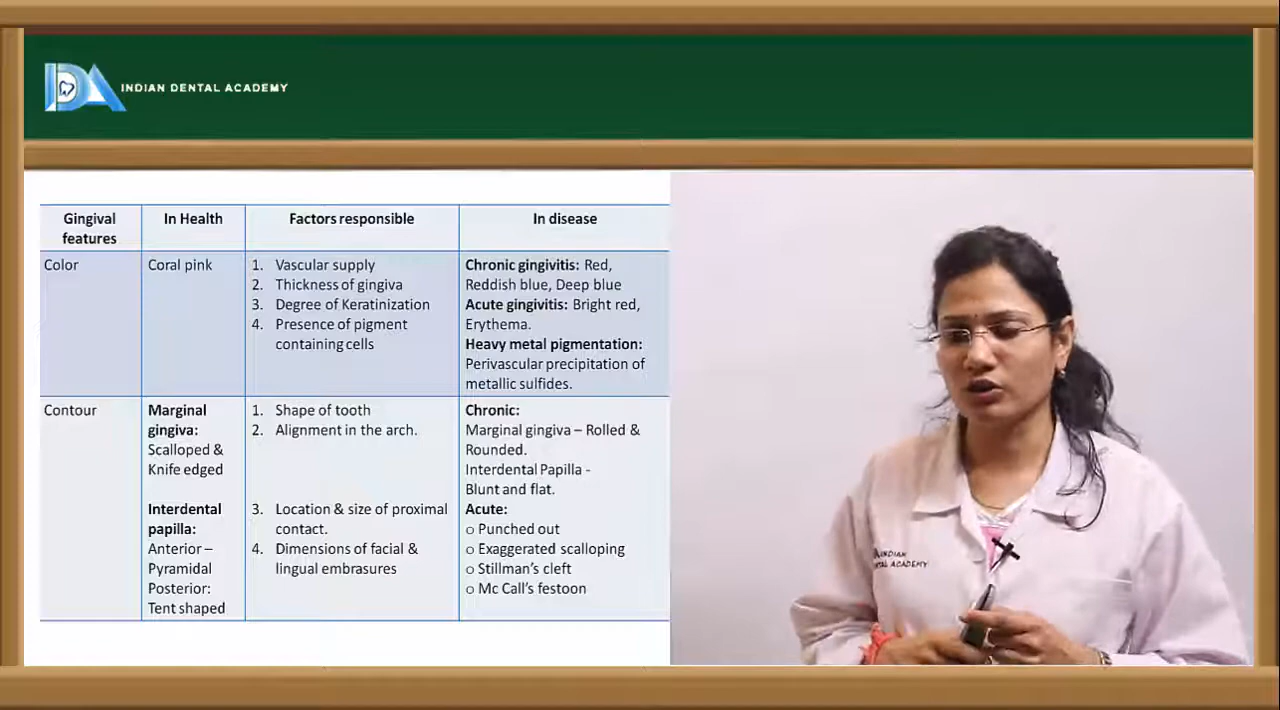 IDA INDIAN DENTAL ACADEMY
Gingival features
In Health
Factors responsible
In disease
Color
Coral pink
1. Vascular supply
2. Thickness of gingiva
3. Degree of Keratinization
4. Presence of pigment
containing cells
Chronic gingivitis: Red,
Reddish blue, Deep blue
Acute gingivitis: Bright red,
Erythema.
Heavy metal pigmentation:
Perivascular precipitation of
metallic sulfides.
Contour
Marginal
gingiva:
Scalloped &
Knife edged
Interdental
papilla:
Anterior –
Pyramidal
Posterior:
Tent shaped
1. Shape of tooth
2. Alignment in the arch.
3. Location & size of proximal
contact.
4. Dimensions of facial &
lingual embrasures
Chronic:
Marginal gingiva – Rolled &
Rounded.
Interdental Papilla -
Blunt and flat.
Acute:
o Punched out
o Exaggerated scalloping
o Stillman's cleft
o Mc Call's festoon
INDIAN
TAL ACADEMY